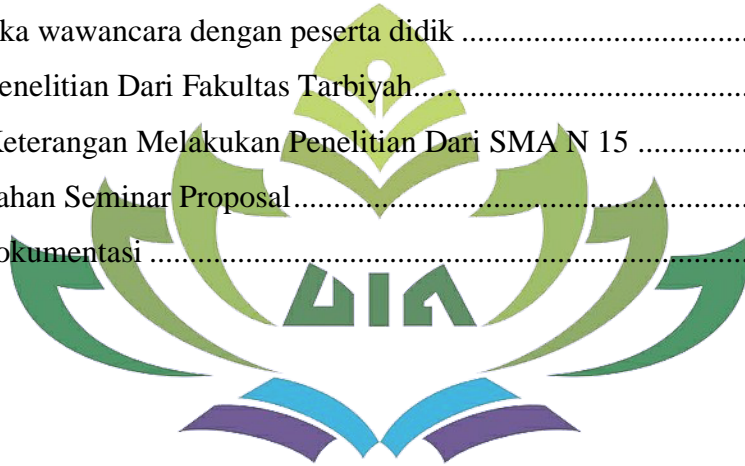 ka wawancara dengan peserta didik ...............................
enelitian Dari Fakultas Tarbiyah......................................
Keterangan Melakukan Penelitian Dari SMA N 15 ............
ahan Seminar Proposal.....................................................
okumentasi ......................................................................
UIN